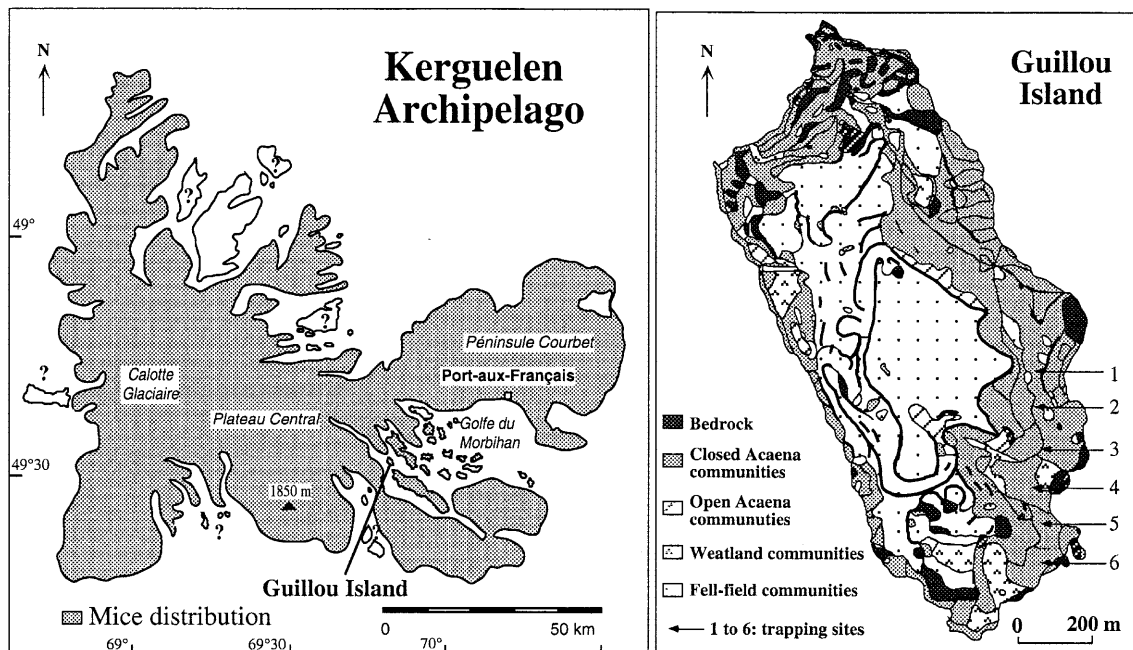 N
Kerguelen
Archipelago
?
?
49°
?
Péninsule Courbet
?
Calotte
Glaciaire
Port-aux-Français
Plateau Central
Golfe du
Morbihan
49°30
1850 m
?
?
Guillou Island
Mice distribution
0
50 km
69°
69°30
70°
N
Guillou
Island
1
2
3
4
5
6
Bedrock
Closed Acaena
communities
Open Acaena
communuties
Weatland communities
Fell-field communities
1 to 6: trapping sites
0
200 m